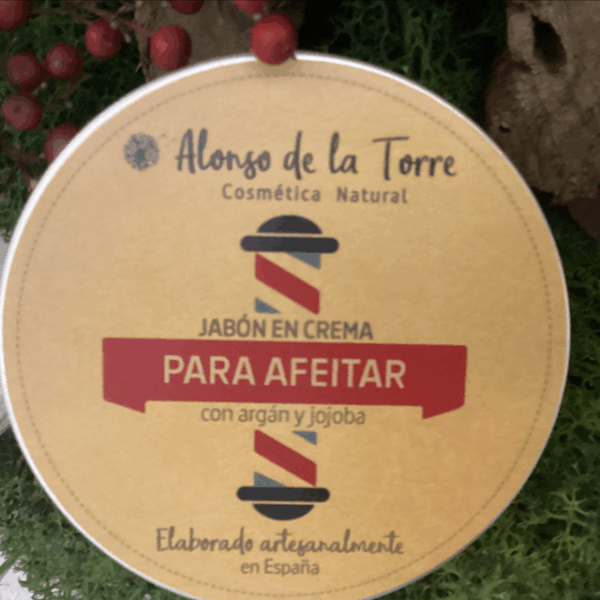 Alonso de la Torre
Cosmética Natural
JABÓN EN CREMA
PARA AFEITAR
con argán y jojoba
Elaborado artesanalmente
en España